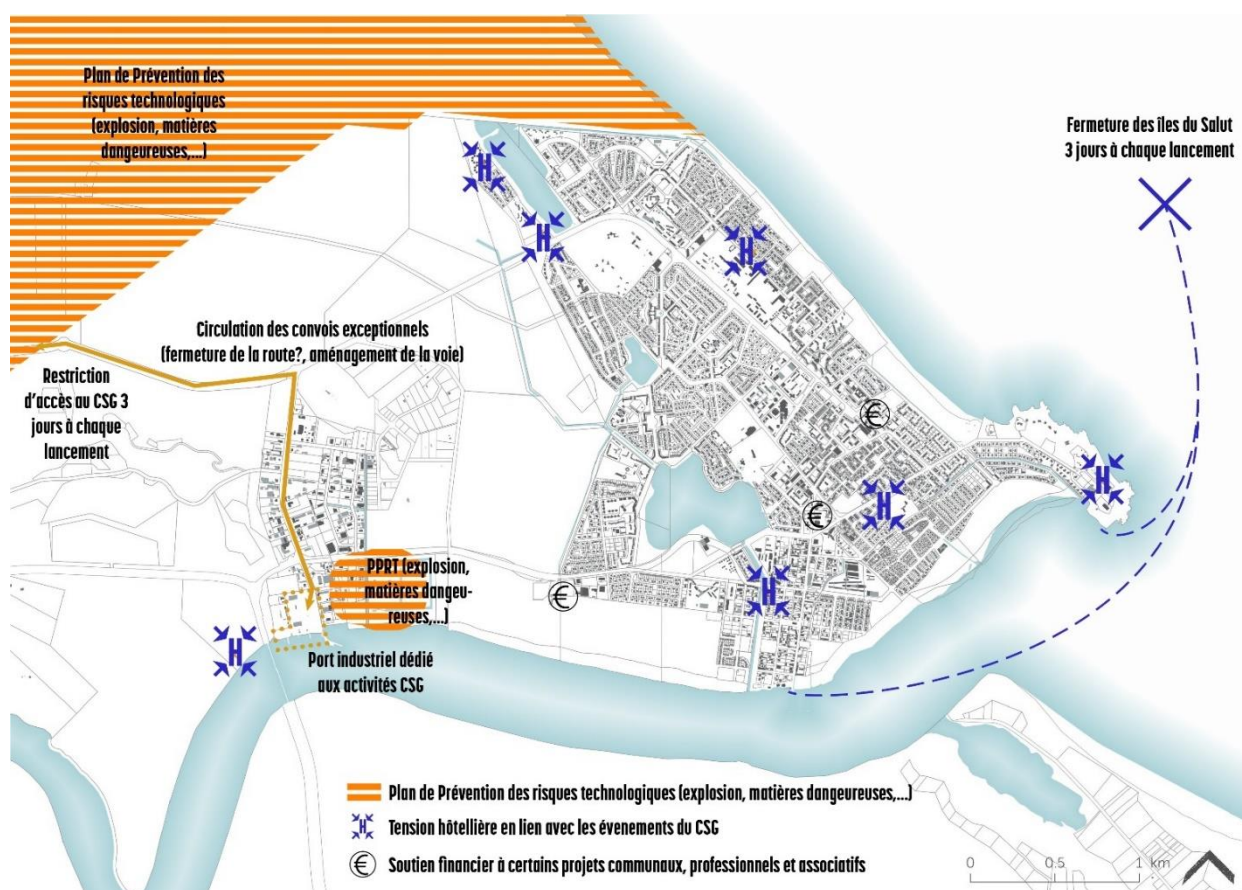 Plan de Prévention des
risques technologiques
(explosion, matières
dangeureuses,...)
Fermeture des îles du Salut
3 jours à chaque lancement
H
H
H
Circulation des convois exceptionnels
(fermeture de la route?, aménagement de la voie)
Restriction
d'accès au CSG 3
jours à chaque
lancement
€
H
H
€
PPRT (explosion,
matières dangeu-
reuses,...)
€
H
H
Port industriel dédié
aux activités CSG
Plan de Prévention des risques technologiques (explosion, matières dangeureuses,...)
H Tension hôtellière en lien avec les évenements du CSG
€ Soutien financier à certains projets communaux, professionnels et associatifs
0 0,5 1 km